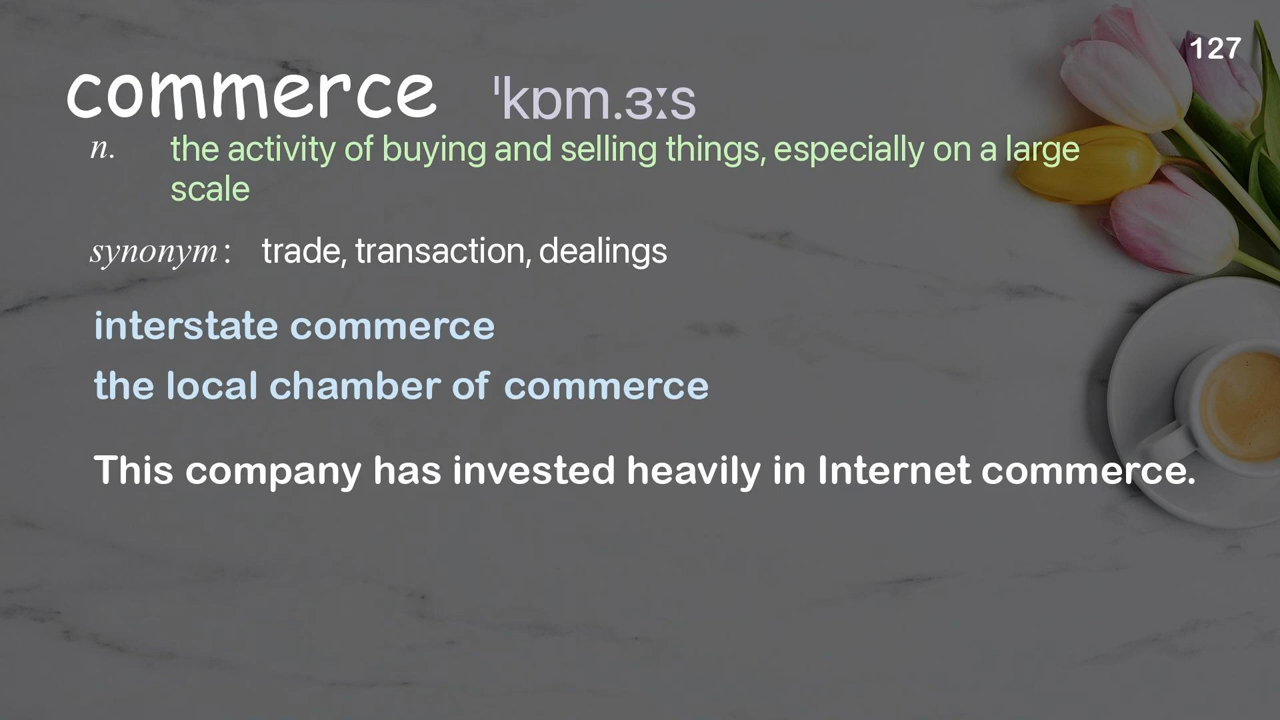 127
commerce ˈkɒm.ɜːs
n. the activity of buying and selling things, especially on a large
scale
synonym: trade, transaction, dealings
interstate commerce
the local chamber of commerce
This company has invested heavily in Internet commerce.